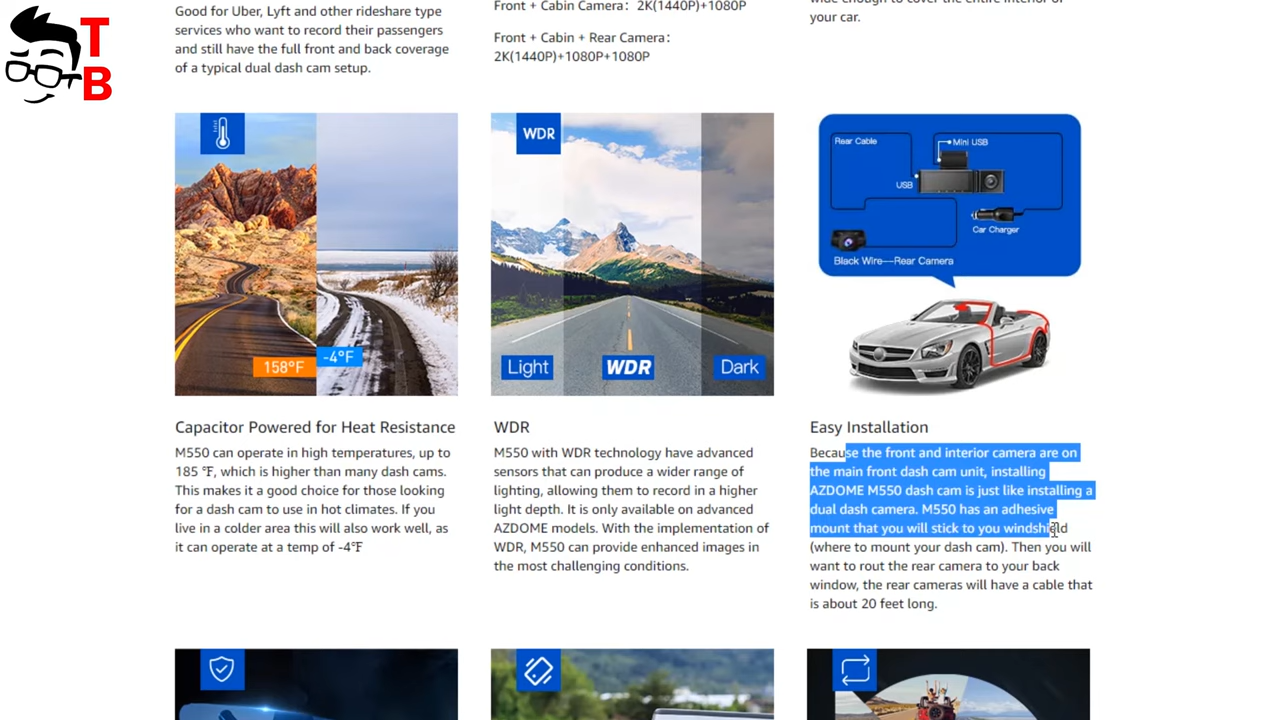 T
B
Good for Uber, Lyft and other rideshare type
services who want to record their passengers
and still have the full front and back coverage
of a typical dual dash cam setup.
Front + Cabin Camera: 2K(1440P)+1080P
Front + Cabin + Rear Camera:
2K(1440P)+1080P+1080P
your car.
158°F
-4°F
Capacitor Powered for Heat Resistance
M550 can operate in high temperatures, up to
185 ℉, which is higher than many dash cams.
This makes it a good choice for those looking
for a dash cam to use in hot climates. If you
live in a colder area this will also work well, as
it can operate at a temp of -4℉
WDR
Light
WDR
Dark
WDR
M550 with WDR technology have advanced
sensors that can produce a wider range of
lighting, allowing them to record in a higher
light depth. It is only available on advanced
AZDOME models. With the implementation of
WDR, M550 can provide enhanced images in
the most challenging conditions.
Rear Cable
Mini USB
USB
Car Charger
Black Wire—Rear Camera
Easy Installation
Because the front and interior camera are on
the main front dash cam unit, installing
AZDOME M550 dash cam is just like installing a
dual dash camera. M550 has an adhesive
mount that you will stick to you windshield
(where to mount your dash cam). Then you will
want to rout the rear camera to your back
window, the rear cameras will have a cable that
is about 20 feet long.